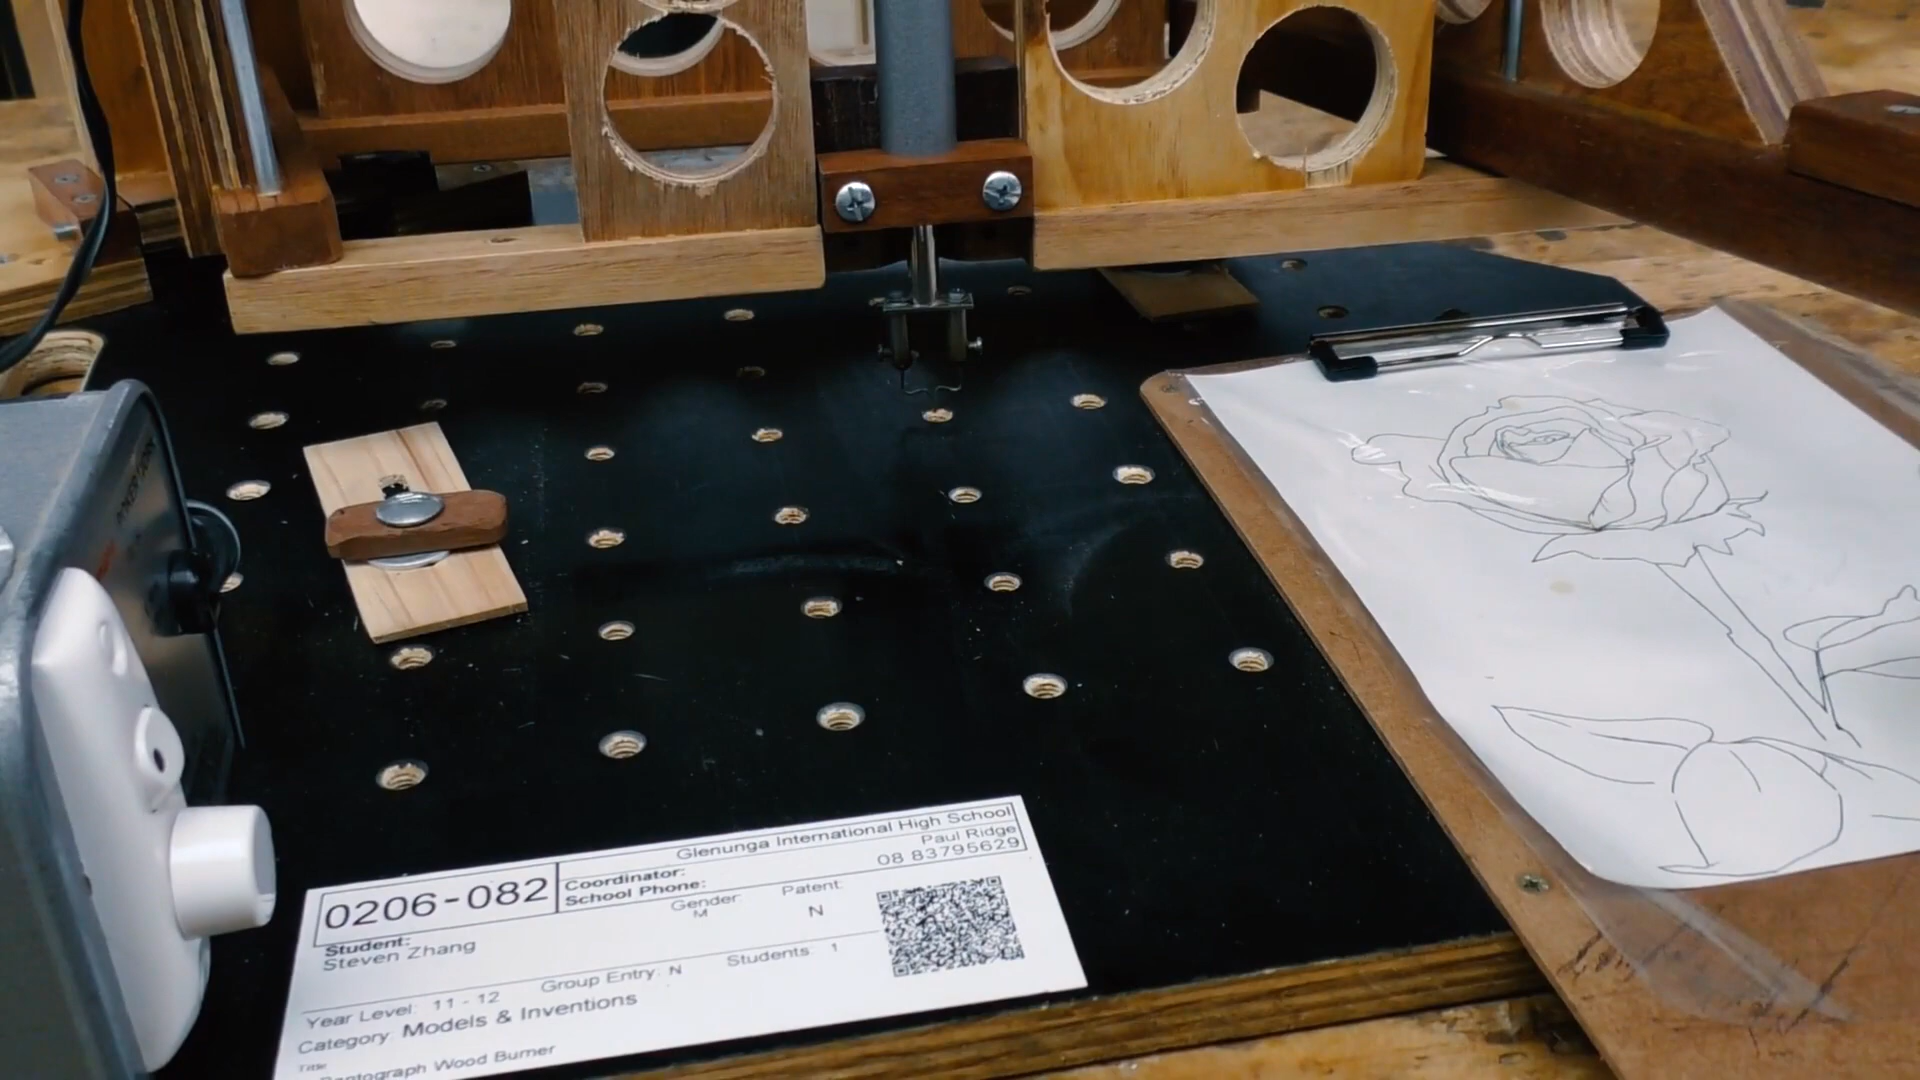 Glenunga International High School
0206-082
Coordinator: Paul Ridge
School Phone: 08 83795629
Student: Gender: Patent:
Steven Zhang M N
Year Level: 11 - 12 Group Entry: N Students: 1
Category: Models & Inventions
Title
Pantograph Wood Burner